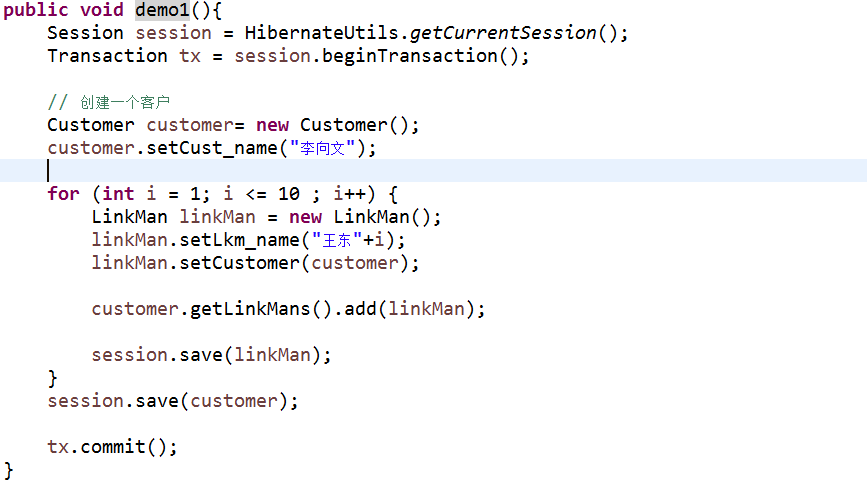 public void demo1(){
    Session session = HibernateUtils.getCurrentSession();
    Transaction tx = session.beginTransaction();
    // 创建一个客户
    Customer customer= new Customer();
    customer.setCust_name("李向文");
    for (int i = 1; i <= 10 ; i++) {
        LinkMan linkMan = new LinkMan();
        linkMan.setLkm_name("王东"+i);
        linkMan.setCustomer(customer);
        customer.getLinkMans().add(linkMan);
        session.save(linkMan);
    }
    session.save(customer);
    tx.commit();
}